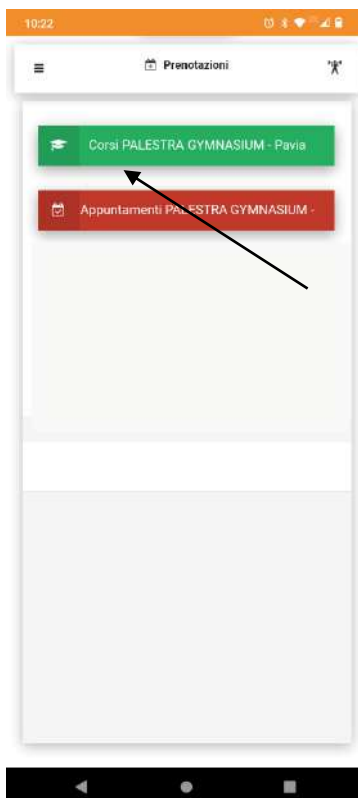 10:22
Prenotazioni
Corsi PALESTRA GYMNASIUM - Pavia
Appuntamenti PALESTRA GYMNASIUM -